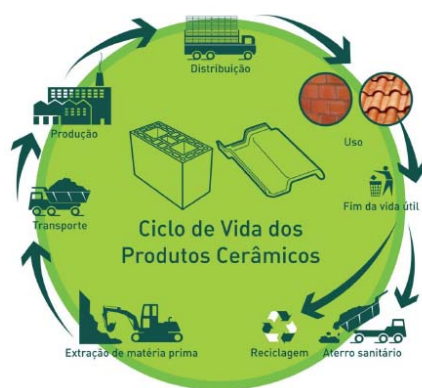 Distribuição
Produção
Uso
Fim da vida útil
Transporte
Ciclo de Vida dos
Produtos Cerâmicos
Extração de matéria prima
Reciclagem
Aterro sanitário